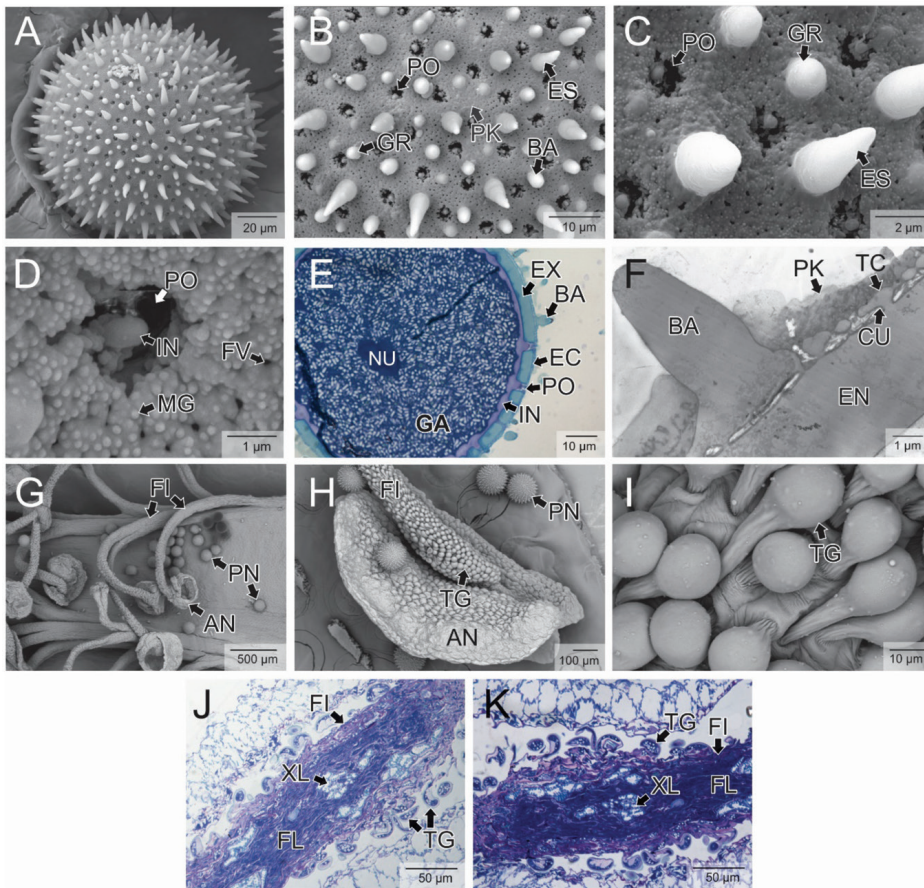 A
20 µm
B
PO
ES
PK
GR
BA
10 µm
C
PO
GR
ES
2 µm
D
PO
IN
FV
MG
1 µm
E
EX
BA
NU
EC
PO
IN
GA
10 µm
F
PK
TC
BA
CU
EN
1 µm
G
FI
PN
AN
500 µm
H
FI
PN
TG
AN
100 µm
I
TG
10 µm
J
FI
XL
FL
TG
50 µm
K
TG
FI
FL
XL
50 µm